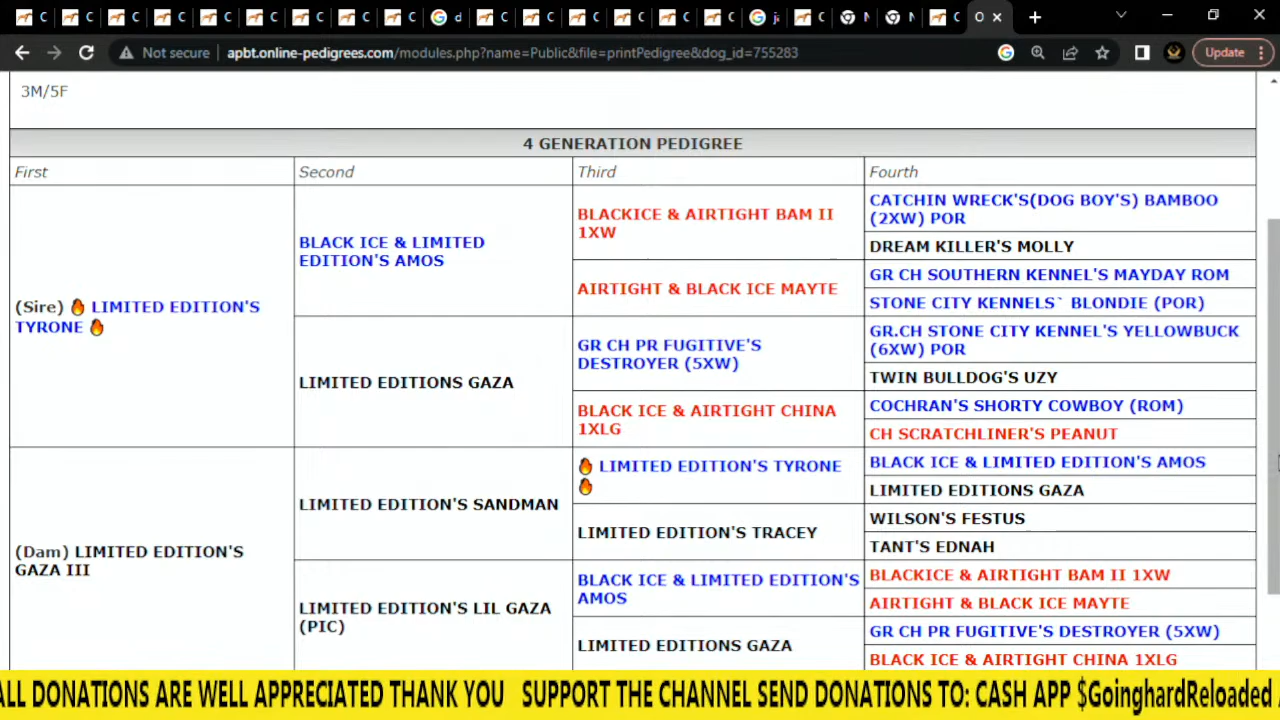 C C C C C C C C C G d C C C C C C G ji C N N C O
Not secure apbt.online-pedigrees.com/modules.php?name=Public&file=printPedigree&dog_id=755283 Update
3M/5F
4 GENERATION PEDIGREE
First Second Third Fourth
(Sire) 🔥 LIMITED EDITION'S
TYRONE 🔥
BLACK ICE & LIMITED
EDITION'S AMOS
BLACKICE & AIRTIGHT BAM II
1XW
CATCHIN WRECK'S(DOG BOY'S) BAMBOO
(2XW) POR
DREAM KILLER'S MOLLY
AIRTIGHT & BLACK ICE MAYTE
GR CH SOUTHERN KENNEL'S MAYDAY ROM
STONE CITY KENNELS` BLONDIE (POR)
LIMITED EDITIONS GAZA
GR CH PR FUGITIVE'S
DESTROYER (5XW)
GR.CH STONE CITY KENNEL'S YELLOWBUCK
(6XW) POR
TWIN BULLDOG'S UZY
BLACK ICE & AIRTIGHT CHINA
1XLG
COCHRAN'S SHORTY COWBOY (ROM)
CH SCRATCHLINER'S PEANUT
(Dam) LIMITED EDITION'S
GAZA III
LIMITED EDITION'S SANDMAN
🔥 LIMITED EDITION'S TYRONE
🔥
BLACK ICE & LIMITED EDITION'S AMOS
LIMITED EDITIONS GAZA
LIMITED EDITION'S TRACEY
WILSON'S FESTUS
TANT'S EDNAH
LIMITED EDITION'S LIL GAZA
(PIC)
BLACK ICE & LIMITED EDITION'S
AMOS
BLACKICE & AIRTIGHT BAM II 1XW
AIRTIGHT & BLACK ICE MAYTE
LIMITED EDITIONS GAZA
GR CH PR FUGITIVE'S DESTROYER (5XW)
BLACK ICE & AIRTIGHT CHINA 1XLG
ALL DONATIONS ARE WELL APPRECIATED THANK YOU SUPPORT THE CHANNEL SEND DONATIONS TO: CASH APP $GoinghardReloaded